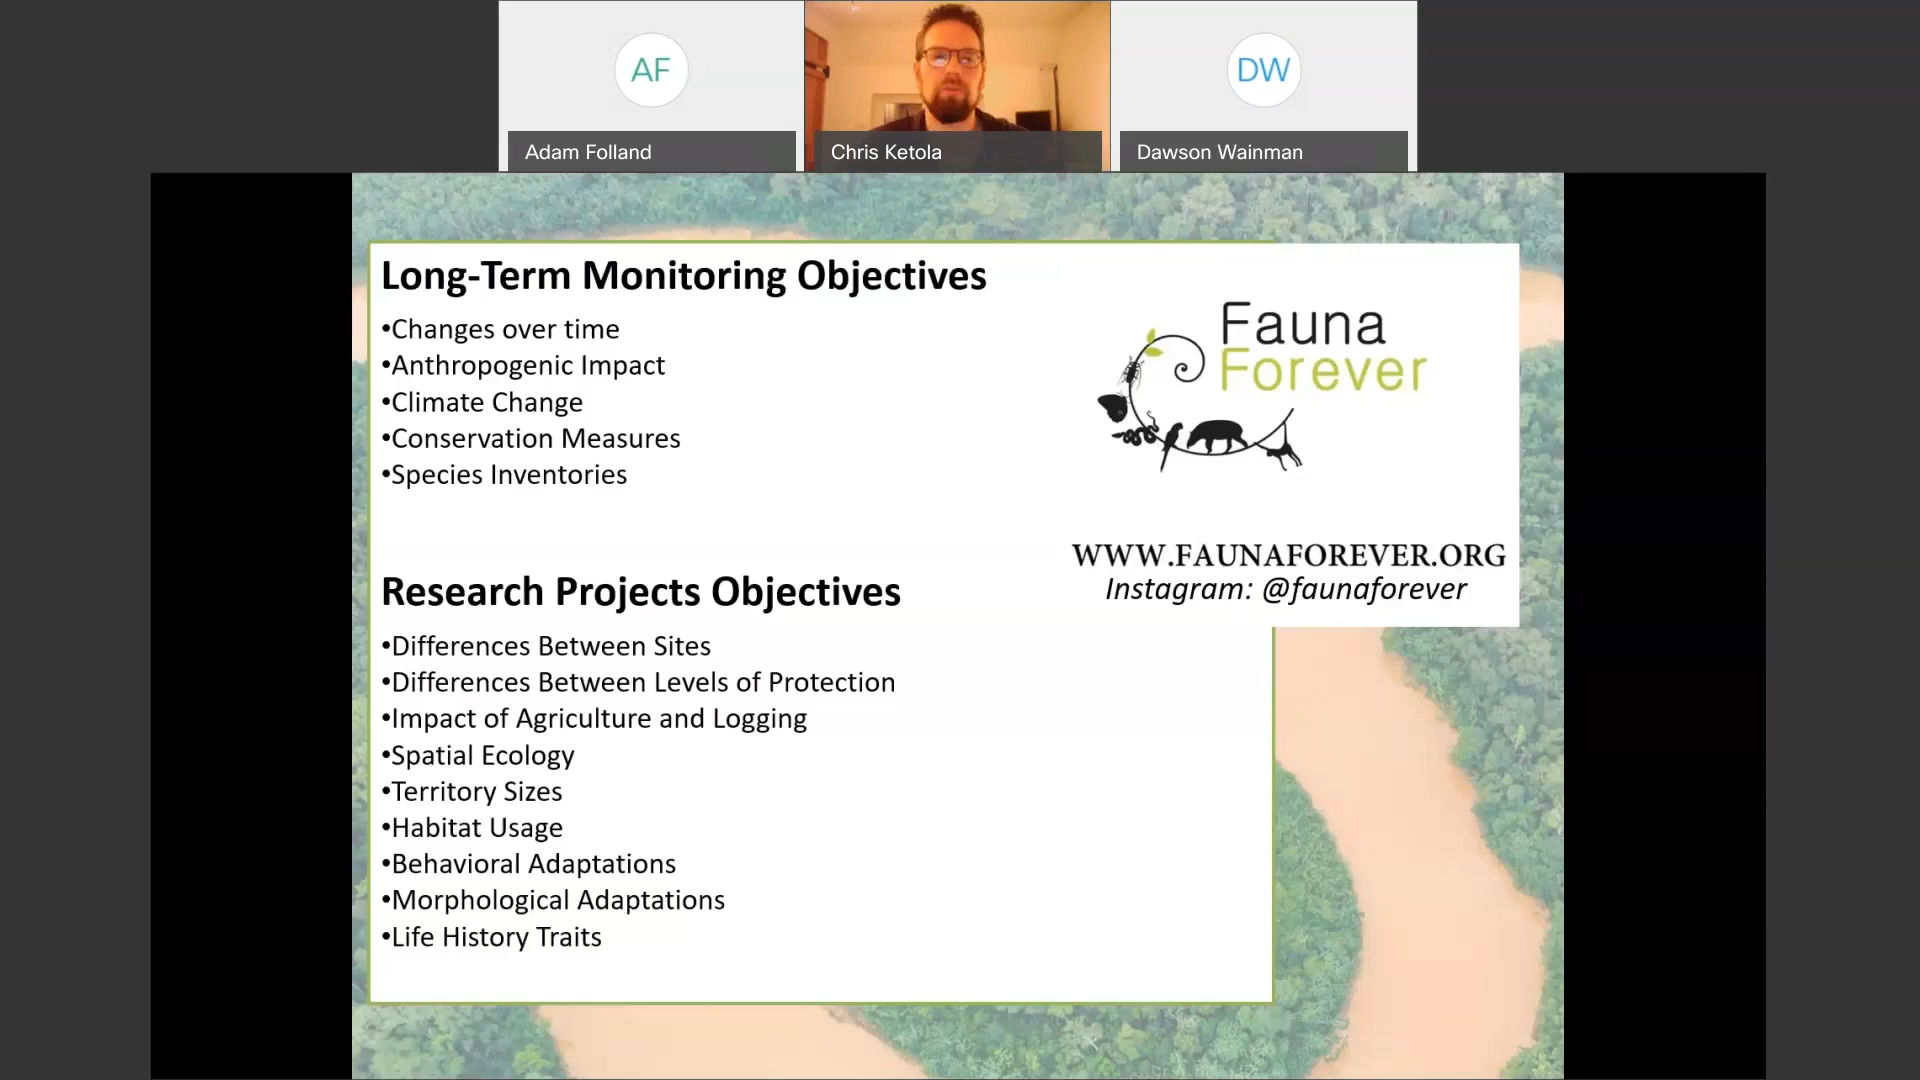 AF
DW
Adam Folland
Chris Ketola
Dawson Wainman
Long-Term Monitoring Objectives
•Changes over time
•Anthropogenic Impact
•Climate Change
•Conservation Measures
•Species Inventories
Fauna
Forever
WWW.FAUNAFOREVER.ORG
Instagram: @faunaforever
Research Projects Objectives
•Differences Between Sites
•Differences Between Levels of Protection
•Impact of Agriculture and Logging
•Spatial Ecology
•Territory Sizes
•Habitat Usage
•Behavioral Adaptations
•Morphological Adaptations
•Life History Traits